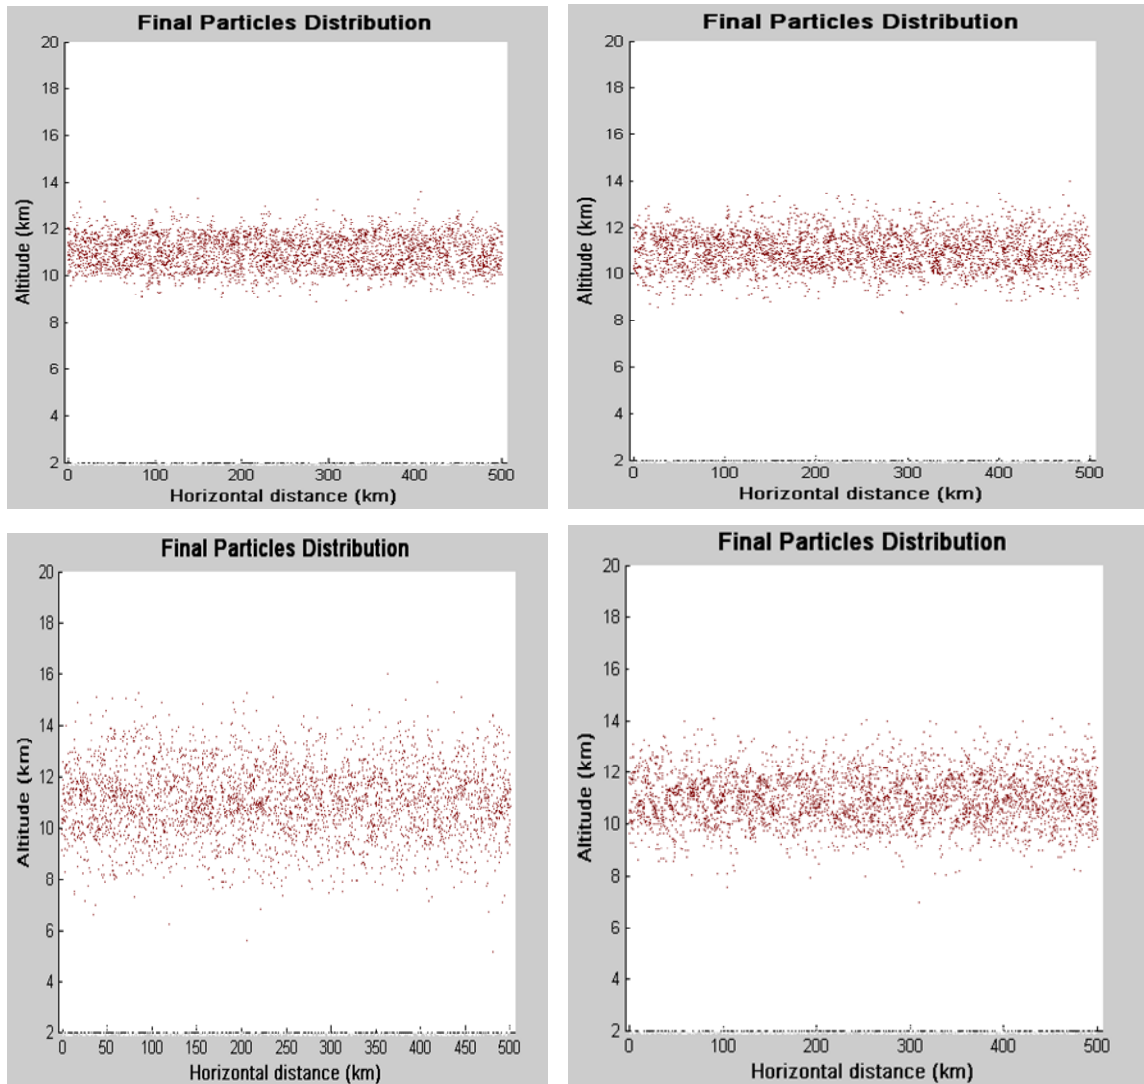 Final Particles Distribution
20
18
16
14
12
10
8
6
4
2
Altitude (km)
0 100 200 300 400 500
Horizontal distance (km)
Final Particles Distribution
20
18
16
14
12
10
8
6
4
2
Altitude (km)
0 100 200 300 400 500
Horizontal distance (km)
Final Particles Distribution
20
18
16
14
12
10
8
6
4
2
Altitude (km)
0 50 100 150 200 250 300 350 400 450 500
Horizontal distance (km)
Final Particles Distribution
20
18
16
14
12
10
8
6
4
2
Altitude (km)
0 100 200 300 400 500
Horizontal distance (km)